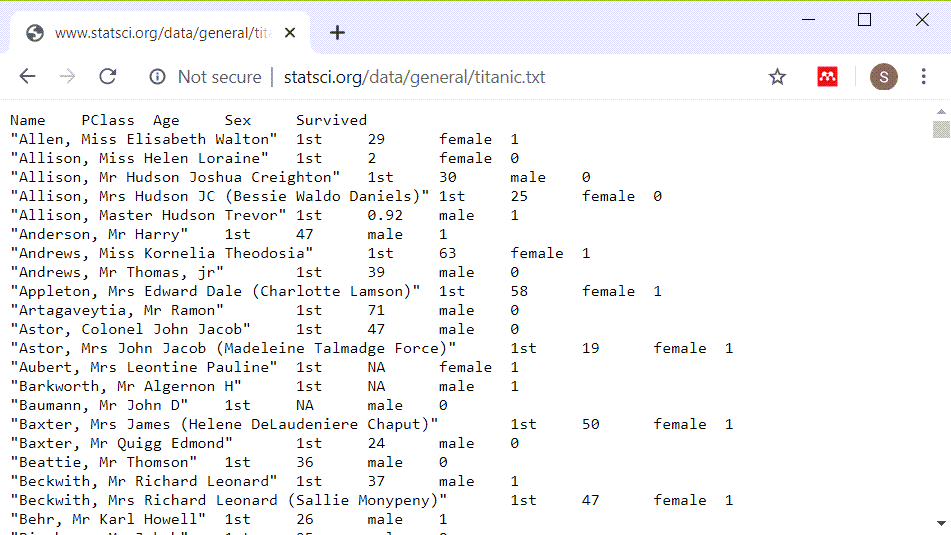 www.statsci.org/data/general/tita
Not secure | statsci.org/data/general/titanic.txt
S
Name PClass Age Sex Survived
"Allen, Miss Elisabeth Walton" 1st 29 female 1
"Allison, Miss Helen Loraine" 1st 2 female 0
"Allison, Mr Hudson Joshua Creighton" 1st 30 male 0
"Allison, Mrs Hudson JC (Bessie Waldo Daniels)" 1st 25 female 0
"Allison, Master Hudson Trevor" 1st 0.92 male 1
"Anderson, Mr Harry" 1st 47 male 1
"Andrews, Miss Kornelia Theodosia" 1st 63 female 1
"Andrews, Mr Thomas, jr" 1st 39 male 0
"Appleton, Mrs Edward Dale (Charlotte Lamson)" 1st 58 female 1
"Artagaveytia, Mr Ramon" 1st 71 male 0
"Astor, Colonel John Jacob" 1st 47 male 0
"Astor, Mrs John Jacob (Madeleine Talmadge Force)" 1st 19 female 1
"Aubert, Mrs Leontine Pauline" 1st NA female 1
"Barkworth, Mr Algernon H" 1st NA male 1
"Baumann, Mr John D" 1st NA male 0
"Baxter, Mrs James (Helene DeLaudeniere Chaput)" 1st 50 female 1
"Baxter, Mr Quigg Edmond" 1st 24 male 0
"Beattie, Mr Thomson" 1st 36 male 0
"Beckwith, Mr Richard Leonard" 1st 37 male 1
"Beckwith, Mrs Richard Leonard (Sallie Monypeny)" 1st 47 female 1
"Behr, Mr Karl Howell" 1st 26 male 1